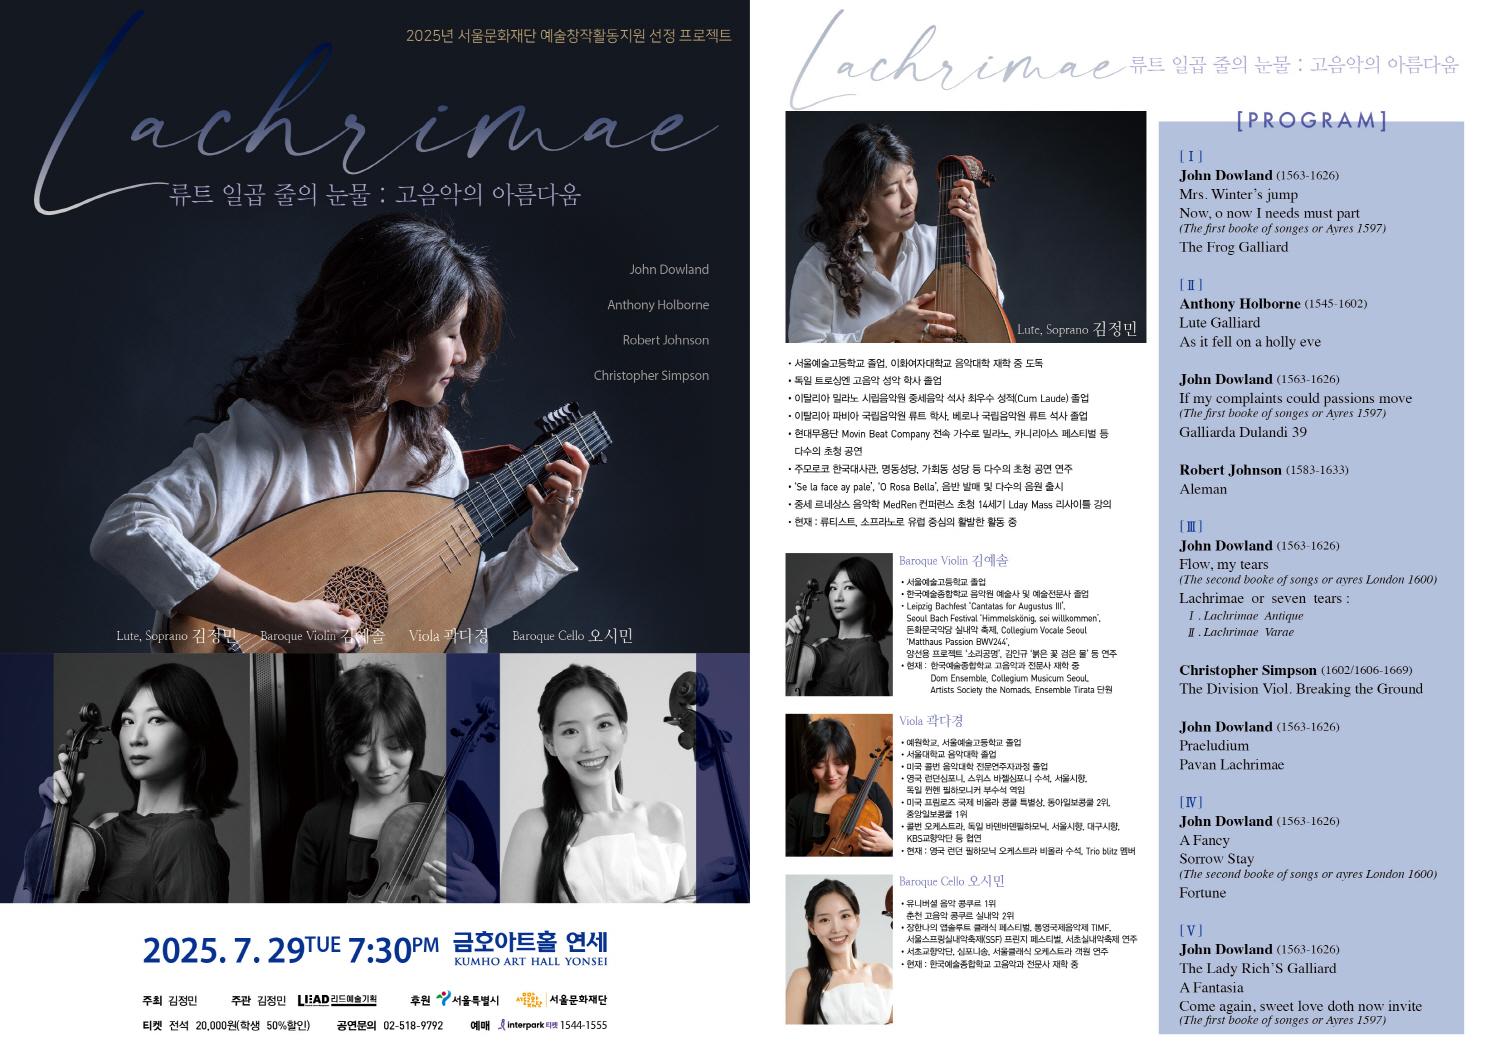 2025년 서울문화재단 예술창작활동지원 선정 프로젝트
Lachrimae
류트 일곱 줄의 눈물 : 고음악의 아름다움
John Dowland
Anthony Holborne
Robert Johnson
Christopher Simpson
Lute, Soprano 김정민 Baroque Violin 김예솔 Viola 곽다경 Baroque Cello 오시민
2025. 7. 29 TUE 7:30PM 금호아트홀 연세
KUMHO ART HALL YONSEI
주최 김정민 주관 김정민 LEAD 리드예술기획 후원 서울특별시 서울문화재단
티켓 전석 20,000원(학생 50%할인) 공연문의 02-518-9792 예매 interpark 티켓 1544-1555
Lachrimae 류트 일곱 줄의 눈물 : 고음악의 아름다움
Lute, Soprano 김정민
• 서울예술고등학교 졸업, 이화여자대학교 음악대학 재학 중 도독
• 독일 트로싱엔 고음악 성악 학사 졸업
• 이탈리아 밀라노 시립음악원 중세음악 석사 최우수 성적(Cum Laude) 졸업
• 이탈리아 파비아 국립음악원 류트 학사, 베로나 국립음악원 류트 석사 졸업
• 현대무용단 Movin Beat Company 전속 가수로 밀라노, 카나리아스 페스티벌 등
다수의 초청 공연
• 주모로코 한국대사관, 명동성당, 가회동 성당 등 다수의 초청 공연 연주
• 'Se la face ay pale', 'O Rosa Bella', 음반 발매 및 다수의 음원 출시
• 중세 르네상스 음악학 MedRen 컨퍼런스 초청 14세기 Lday Mass 리사이틀 강의
• 현재 : 류티스트, 소프라노로 유럽 중심의 활발한 활동 중
Baroque Violin 김예솔
• 서울예술고등학교 졸업
• 한국예술종합학교 음악원 예술사 및 예술전문사 졸업
• Leipzig Bachfest 'Cantatas for Augustus III',
Seoul Bach Festival 'Himmelskönig, sei willkommen',
돈화문국악당 실내악 축제, Collegium Vocale Seoul
'Matthaus Passion BWV244',
양선용 프로젝트 '소리공명', 김인규 '붉은 꽃 검은 물' 등 연주
• 현재 : 한국예술종합학교 고음악과 전문사 재학 중
Dom Ensemble, Collegium Musicum Seoul,
Artists Society the Nomads, Ensemble Tirata 단원
Viola 곽다경
• 예원학교, 서울예술고등학교 졸업
• 서울대학교 음악대학 졸업
• 미국 콜번 음악대학 전문연주자과정 졸업
• 영국 런던심포니, 스위스 바젤심포니 수석, 서울시향,
독일 뮌헨 필하모니커 부수석 역임
• 미국 프림로즈 국제 비올라 콩쿨 특별상, 동아일보콩쿨 2위,
중앙일보콩쿨 1위
• 콜번 오케스트라, 독일 바덴바덴필하모닉, 서울시향, 대구시향,
KBS교향악단 등 협연
• 현재 : 영국 런던 필하모닉 오케스트라 비올라 수석, Trio blitz 멤버
Baroque Cello 오시민
• 유니버셜 음악 콩쿠르 1위
춘천 고음악 콩쿠르 실내악 2위
• 장한나의 앱솔루트 클래식 페스티벌, 통영국제음악제 TIMF,
서울스프링실내악축제(SSF) 프린지 페스티벌, 서초실내악축제 연주
• 서초교향악단, 심포니송, 서울클래식 오케스트라 객원 연주
• 현재 : 한국예술종합학교 고음악과 전문사 재학 중
[PROGRAM]
[ I ]
John Dowland (1563-1626)
Mrs. Winter's jump
Now, o now I needs must part
(The first booke of songes or Ayres 1597)
The Frog Galliard
[ II ]
Anthony Holborne (1545-1602)
Lute Galliard
As it fell on a holly eve
John Dowland (1563-1626)
If my complaints could passions move
(The first booke of songes or Ayres 1597)
Galliarda Dulandi 39
Robert Johnson (1583-1633)
Aleman
[ III ]
John Dowland (1563-1626)
Flow, my tears
(The second booke of songs or ayres London 1600)
Lachrimae or seven tears :
I . Lachrimae Antique
II . Lachrimae Varae
Christopher Simpson (1602/1606-1669)
The Division Viol. Breaking the Ground
John Dowland (1563-1626)
Praeludium
Pavan Lachrimae
[ IV ]
John Dowland (1563-1626)
A Fancy
Sorrow Stay
(The second booke of songs or ayres London 1600)
Fortune
[ V ]
John Dowland (1563-1626)
The Lady Rich'S Galliard
A Fantasia
Come again, sweet love doth now invite
(The first booke of songes or Ayres 1597)